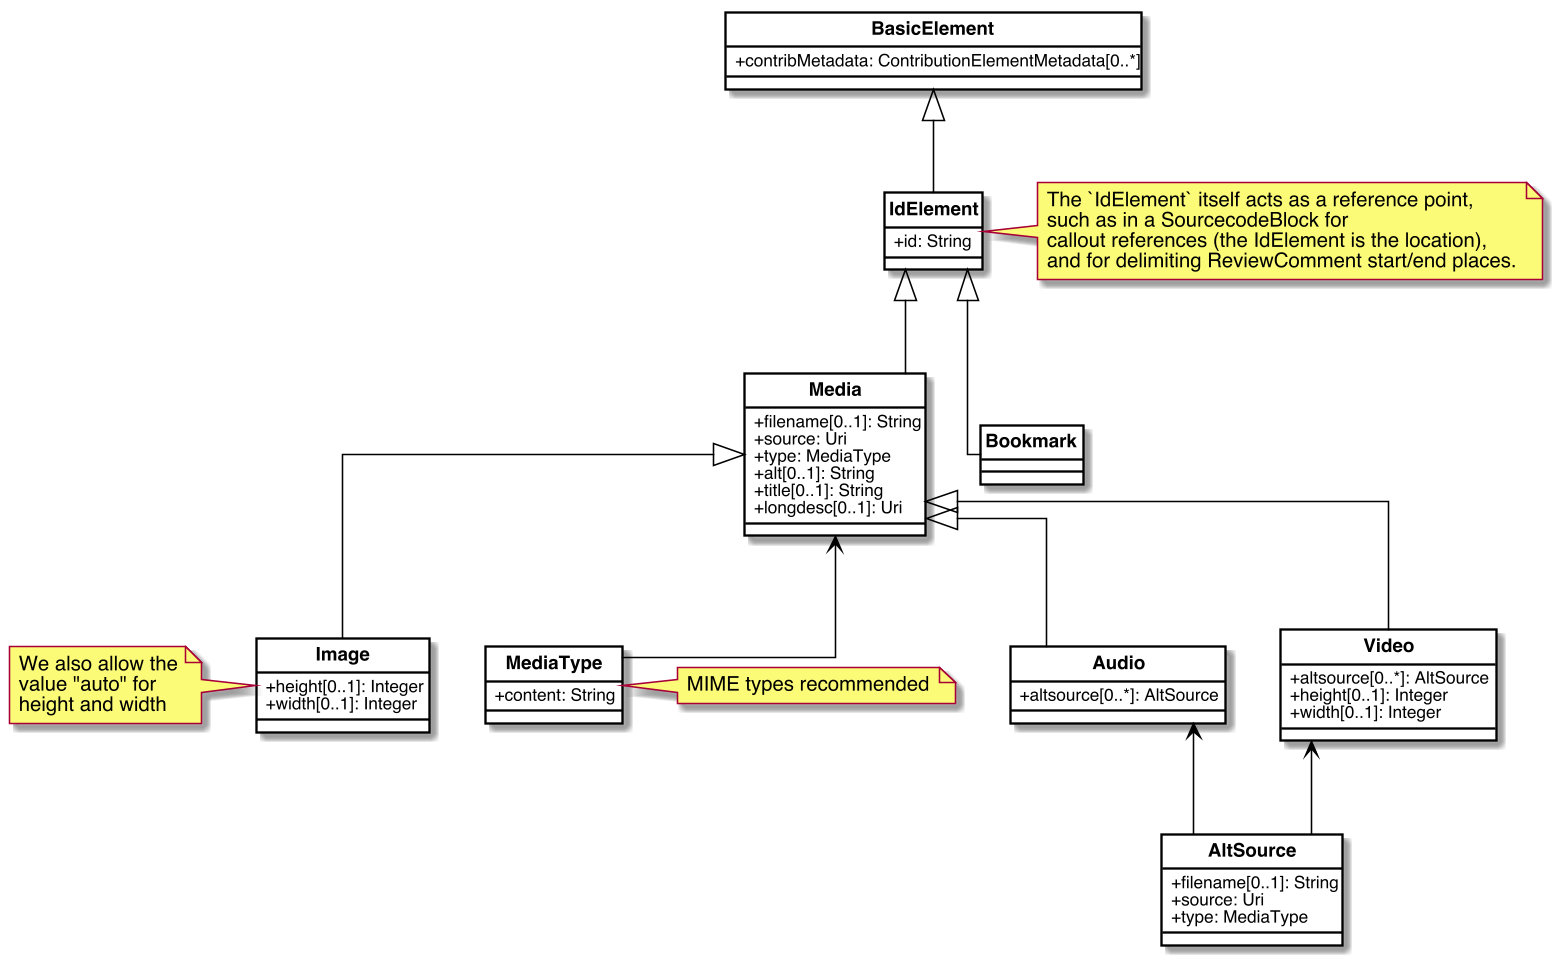 BasicElement
+contribMetadata: ContributionElementMetadata[0..*]
IdElement
+id: String
The `IdElement` itself acts as a reference point,
such as in a SourcecodeBlock for
callout references (the IdElement is the location),
and for delimiting ReviewComment start/end places.
Media
+filename[0..1]: String
+source: Uri
+type: MediaType
+alt[0..1]: String
+title[0..1]: String
+longdesc[0..1]: Uri
Bookmark
We also allow the
value "auto" for
height and width
Image
+height[0..1]: Integer
+width[0..1]: Integer
MediaType
+content: String
MIME types recommended
Audio
+altsource[0..*]: AltSource
Video
+altsource[0..*]: AltSource
+height[0..1]: Integer
+width[0..1]: Integer
AltSource
+filename[0..1]: String
+source: Uri
+type: MediaType